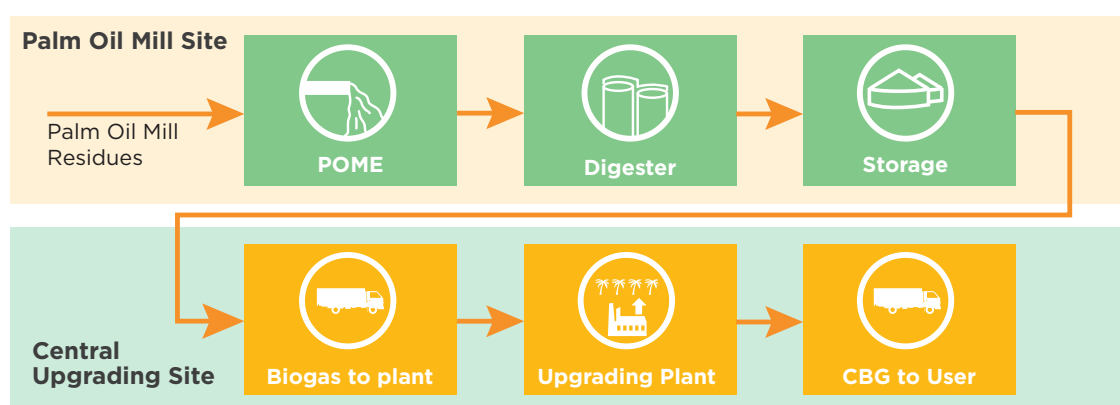 Palm Oil Mill Site
Palm Oil Mill
Residues
POME
Digester
Storage
Central
Upgrading Site
Biogas to plant
Upgrading Plant
CBG to User